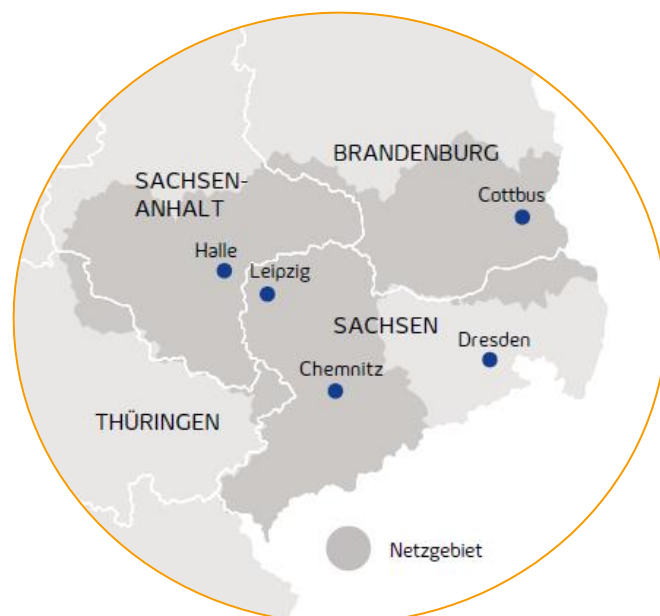 BRANDENBURG
SACHSEN-
ANHALT
Cottbus
Halle
Leipzig
SACHSEN
Dresden
Chemnitz
THÜRINGEN
Netzgebiet